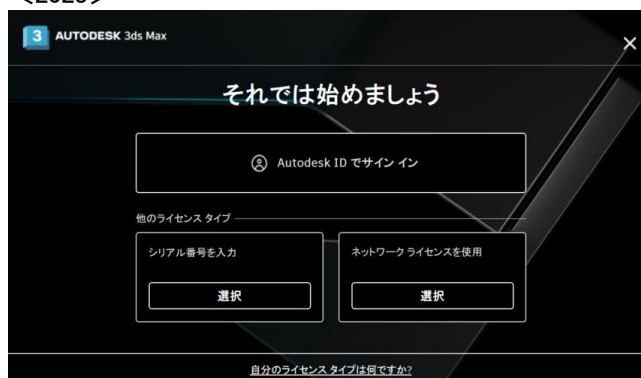 3 AUTODESK 3ds Max
それでは始めましょう
Autodesk ID でサイン イン
他のライセンス タイプ
シリアル番号を入力
ネットワーク ライセンスを使用
選択
選択
自分のライセンス タイプは何ですか?